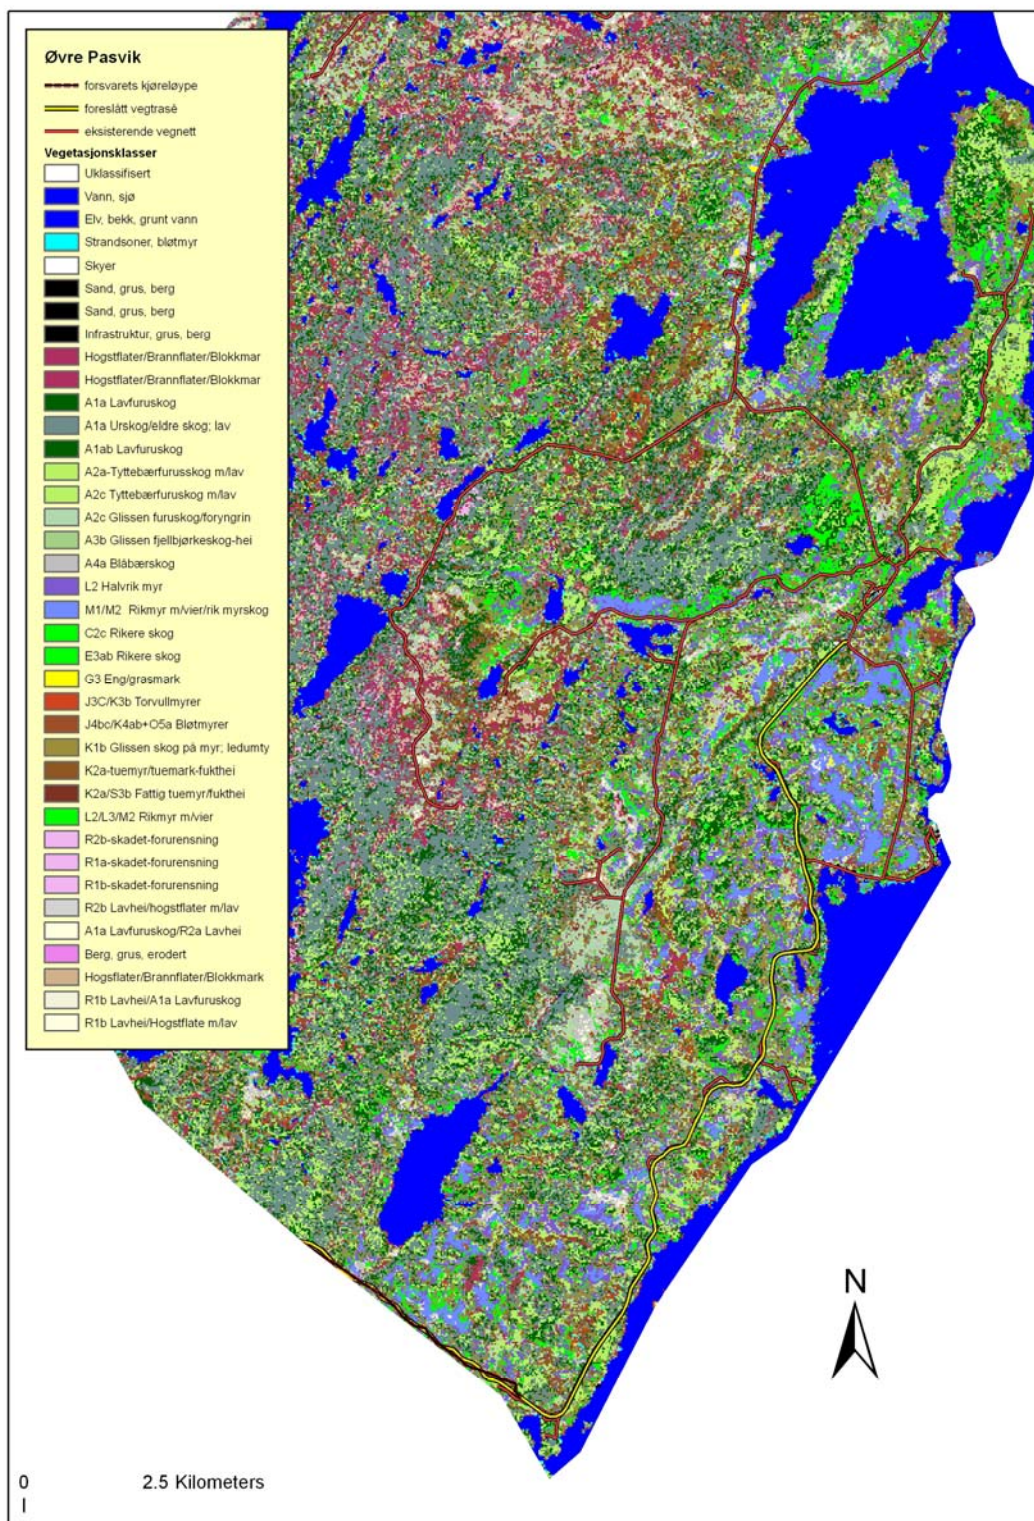 Øvre Pasvik
forsvarets kjøreløype
foreslått vegtrasè
eksisterende vegnett
Vegetasjonsklasser
Uklassifisert
Vann, sjø
Elv, bekk, grunt vann
Strandsoner, bløtmyr
Skyer
Sand, grus, berg
Sand, grus, berg
Infrastruktur, grus, berg
Hogstflater/Brannflater/Blokkmar
Hogstflater/Brannflater/Blokkmar
A1a Lavfuruskog
A1a Urskog/eldre skog; lav
A1ab Lavfuruskog
A2a-Tyttebærfurusskog m/lav
A2c Tyttebærfuruskog m/lav
A2c Glissen furuskog/foryngrin
A3b Glissen fjellbjørkeskog-hei
A4a Blåbærskog
L2 Halvrik myr
M1/M2 Rikmyr m/vier/rik myrskog
C2c Rikere skog
E3ab Rikere skog
G3 Eng/grasmark
J3C/K3b Torvullmyrer
J4bc/K4ab+O5a Bløtmyrer
K1b Glissen skog på myr; ledumty
K2a-tuemyr/tuemark-fukthei
K2a/S3b Fattig tuemyr/fukthei
L2/L3/M2 Rikmyr m/vier
R2b-skadet-forurensning
R1a-skadet-forurensning
R1b-skadet-forurensning
R2b Lavhei/hogstflater m/lav
A1a Lavfuruskog/R2a Lavhei
Berg, grus, erodert
Hogsflater/Brannflater/Blokkmark
R1b Lavhei/A1a Lavfuruskog
R1b Lavhei/Hogstflate m/lav
N
0 2.5 Kilometers